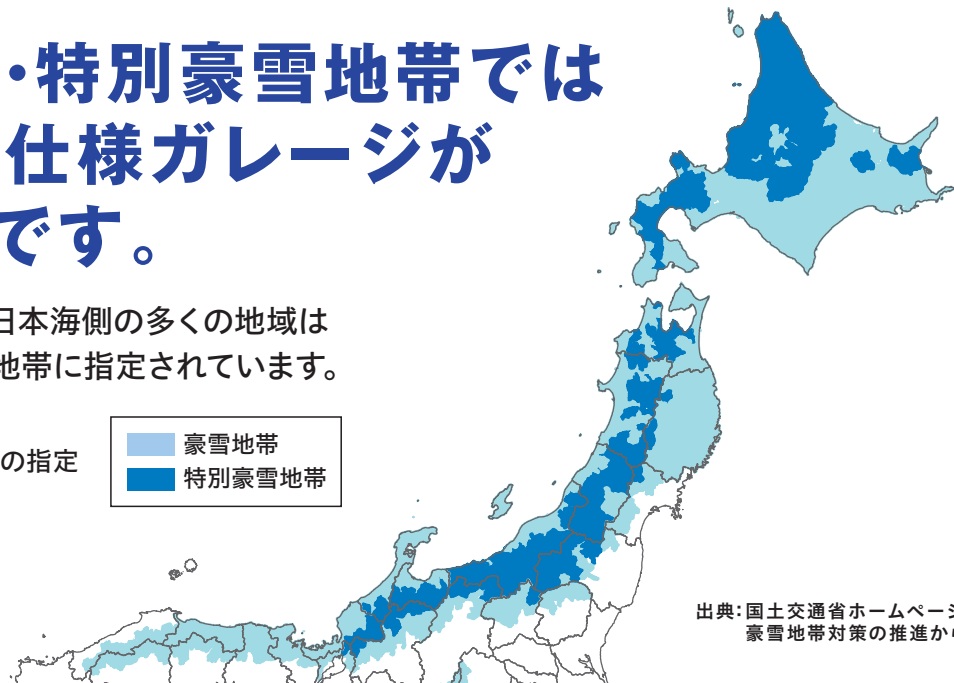 ・特別豪雪地帯では
仕様ガレージが
です。
日本海側の多くの地域は
地帯に指定されています。
の指定
豪雪地帯
特別豪雪地帯
出典：国土交通省ホームページ
豪雪地帯対策の推進から